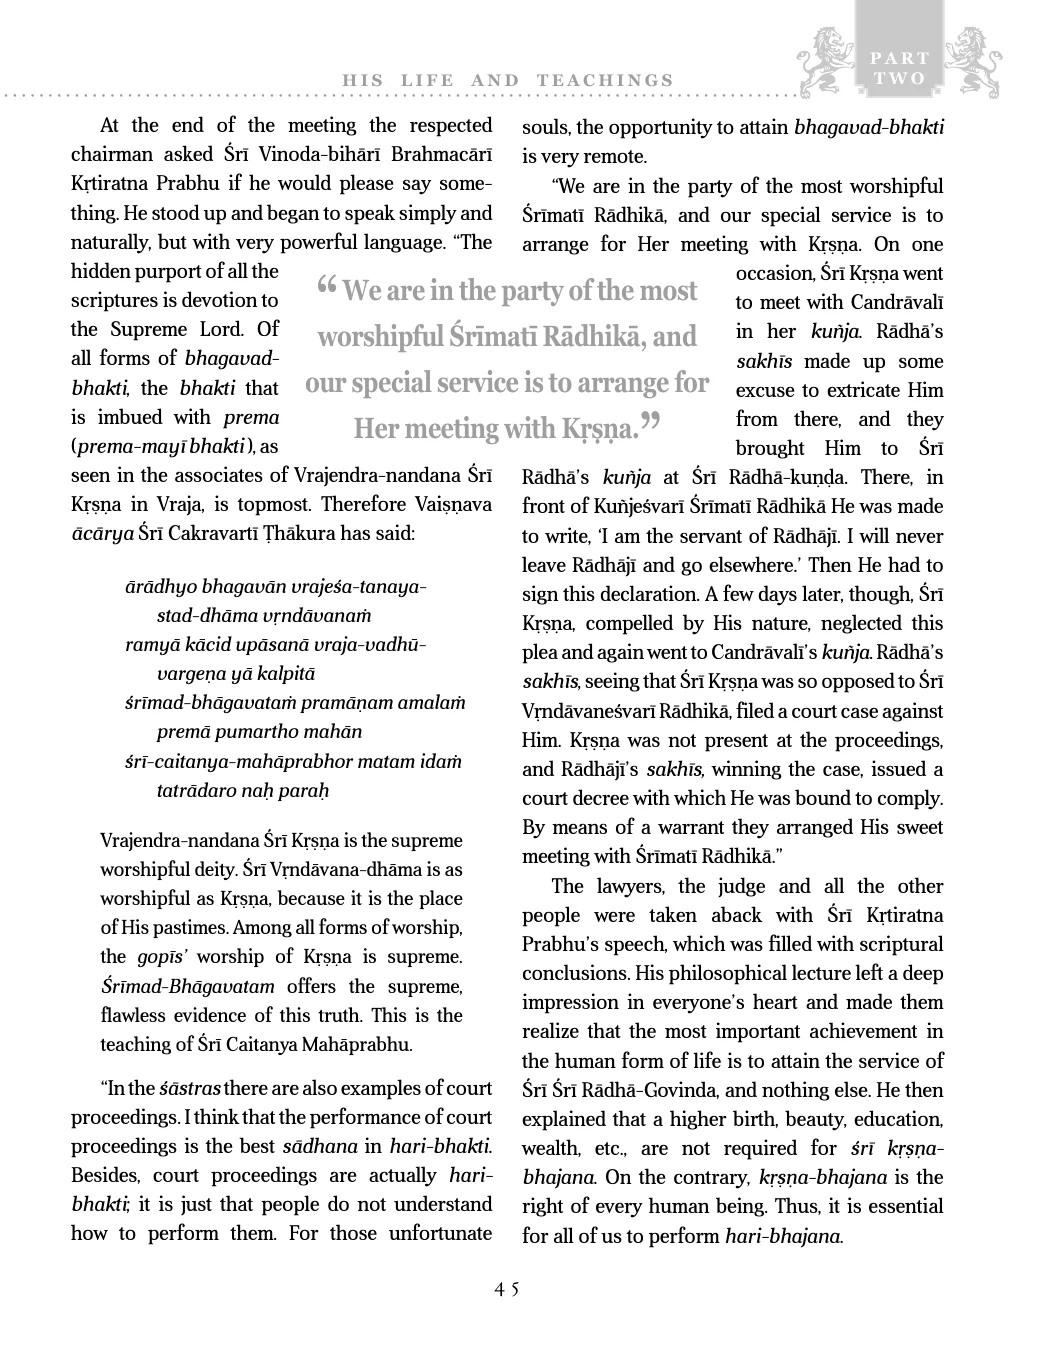 PART
TWO
HIS LIFE AND TEACHINGS
At the end of the meeting the respected
chairman asked Śrī Vinoda-bihārī Brahmacārī
Kṛtiratna Prabhu if he would please say some-
thing. He stood up and began to speak simply and
naturally, but with very powerful language. “The
hidden purport of all the
scriptures is devotion to
the Supreme Lord. Of
all forms of bhagavad-
bhakti, the bhakti that
is imbued with prema
(prema-mayī bhakti), as
seen in the associates of Vrajendra-nandana Śrī
Kṛṣṇa in Vraja, is topmost. Therefore Vaiṣṇava
ācārya Śrī Cakravartī Ṭhākura has said:
ārādhyo bhagavān vrajeśa-tanaya-
stad-dhāma vṛndāvanaṁ
ramyā kācid upāsanā vraja-vadhū-
vargeṇa yā kalpitā
śrīmad-bhāgavataṁ pramāṇam amalaṁ
premā pumartho mahān
śrī-caitanya-mahāprabhor matam idaṁ
tatrādaro naḥ paraḥ
Vrajendra-nandana Śrī Kṛṣṇa is the supreme
worshipful deity. Śrī Vṛndāvana-dhāma is as
worshipful as Kṛṣṇa, because it is the place
of His pastimes. Among all forms of worship,
the gopīs’ worship of Kṛṣṇa is supreme.
Śrīmad-Bhāgavatam offers the supreme,
flawless evidence of this truth. This is the
teaching of Śrī Caitanya Mahāprabhu.
“In the śāstras there are also examples of court
proceedings. I think that the performance of court
proceedings is the best sādhana in hari-bhakti.
Besides, court proceedings are actually hari-
bhakti; it is just that people do not understand
how to perform them. For those unfortunate
“We are in the party of the most
worshipful Śrīmatī Rādhikā, and
our special service is to arrange for
Her meeting with Kṛṣṇa.”
souls, the opportunity to attain bhagavad-bhakti
is very remote.
“We are in the party of the most worshipful
Śrīmatī Rādhikā, and our special service is to
arrange for Her meeting with Kṛṣṇa. On one
occasion, Śrī Kṛṣṇa went
to meet with Candrāvalī
in her kuñja. Rādhā’s
sakhīs made up some
excuse to extricate Him
from there, and they
brought Him to Śrī
Rādhā’s kuñja at Śrī Rādhā-kuṇḍa. There, in
front of Kuñjeśvarī Śrīmatī Rādhikā He was made
to write, ‘I am the servant of Rādhājī. I will never
leave Rādhājī and go elsewhere.’ Then He had to
sign this declaration. A few days later, though, Śrī
Kṛṣṇa, compelled by His nature, neglected this
plea and again went to Candrāvalī’s kuñja. Rādhā’s
sakhīs, seeing that Śrī Kṛṣṇa was so opposed to Śrī
Vṛndāvaneśvarī Rādhikā, filed a court case against
Him. Kṛṣṇa was not present at the proceedings,
and Rādhājī’s sakhīs, winning the case, issued a
court decree with which He was bound to comply.
By means of a warrant they arranged His sweet
meeting with Śrīmatī Rādhikā.”
The lawyers, the judge and all the other
people were taken aback with Śrī Kṛtiratna
Prabhu’s speech, which was filled with scriptural
conclusions. His philosophical lecture left a deep
impression in everyone’s heart and made them
realize that the most important achievement in
the human form of life is to attain the service of
Śrī Śrī Rādhā-Govinda, and nothing else. He then
explained that a higher birth, beauty, education,
wealth, etc., are not required for śrī kṛṣṇa-
bhajana. On the contrary, kṛṣṇa-bhajana is the
right of every human being. Thus, it is essential
for all of us to perform hari-bhajana.
45